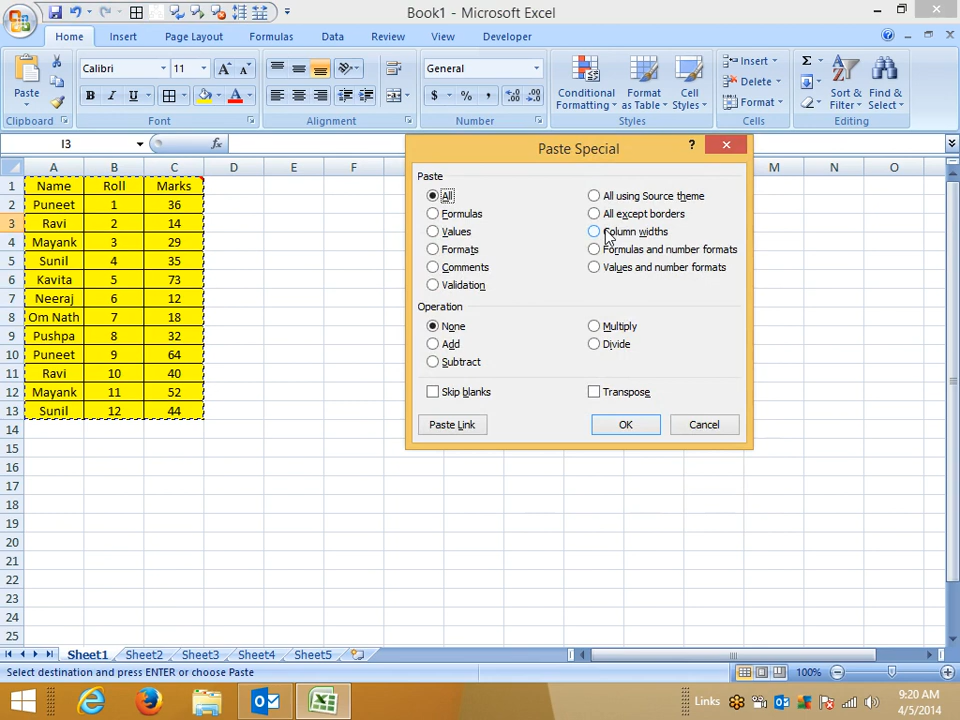 Book1 - Microsoft Excel
Home Insert Page Layout Formulas Data Review View Developer
Paste
Calibri 11
B I U
General
$ % ,
Conditional Formatting
Format as Table
Cell Styles
Insert
Delete
Format
Σ
Sort & Filter
Find & Select
Clipboard Font Alignment Number Styles Cells Editing
I3 fx
A B C D E F M N O
1 Name Roll Marks
2 Puneet 1 36
3 Ravi 2 14
4 Mayank 3 29
5 Sunil 4 35
6 Kavita 5 73
7 Neeraj 6 12
8 Om Nath 7 18
9 Pushpa 8 32
10 Puneet 9 64
11 Ravi 10 40
12 Mayank 11 52
13 Sunil 12 44
14
15
16
17
18
19
20
21
22
23
24
25
Paste Special
? X
Paste
All All using Source theme
Formulas All except borders
Values Column widths
Formats Formulas and number formats
Comments Values and number formats
Validation
Operation
None Multiply
Add Divide
Subtract
Skip blanks Transpose
Paste Link OK Cancel
Sheet1 Sheet2 Sheet3 Sheet4 Sheet5
Select destination and press ENTER or choose Paste 100%
Links 9:20 AM
4/5/2014